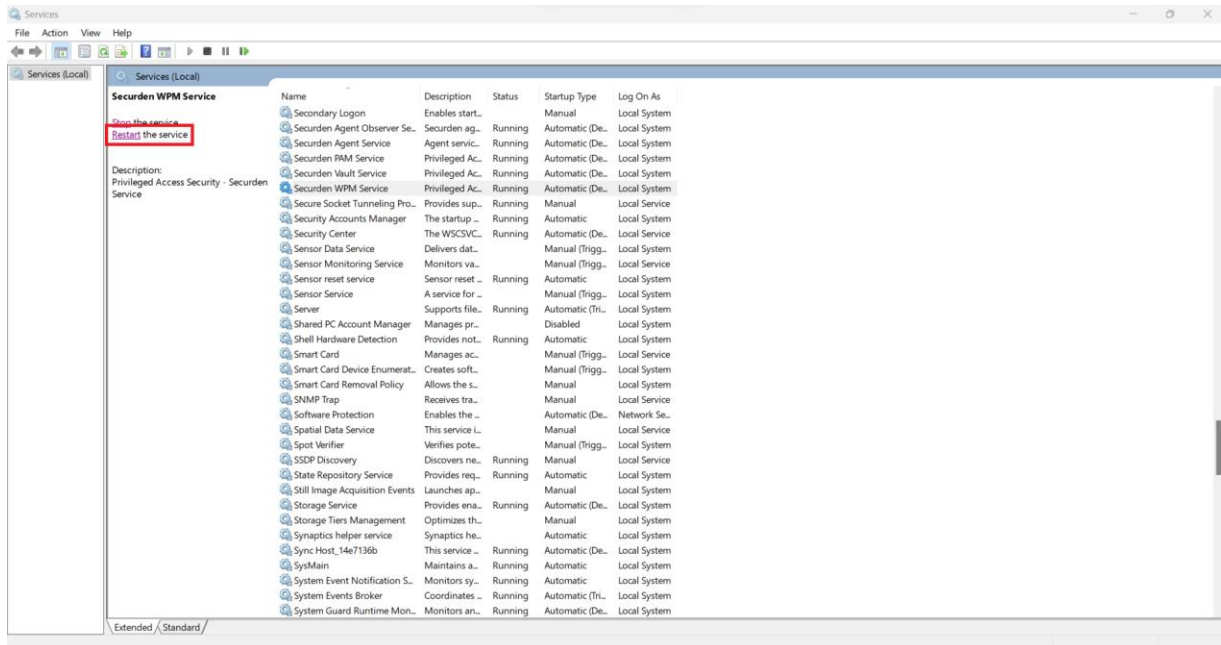 Services
File Action View Help
Services (Local)
Services (Local)
Securden WPM Service
Stop the service
Restart the service
Description:
Privileged Access Security - Securden
Service
Name Description Status Startup Type Log On As
Secondary Logon Enables start... Manual Local System
Securden Agent Observer Se... Securden ag... Running Automatic (De... Local System
Securden Agent Service Agent servic... Running Automatic (De... Local System
Securden PAM Service Privileged Ac... Running Automatic (De... Local System
Securden Vault Service Privileged Ac... Running Automatic (De... Local System
Securden WPM Service Privileged Ac... Running Automatic (De... Local System
Secure Socket Tunneling Pro... Provides sup... Running Manual Local Service
Security Accounts Manager The startup ... Running Automatic Local System
Security Center The WSCSVC... Running Automatic (De... Local Service
Sensor Data Service Delivers dat... Manual (Trigg... Local System
Sensor Monitoring Service Monitors va... Manual (Trigg... Local Service
Sensor reset service Sensor reset ... Running Automatic Local System
Sensor Service A service for ... Manual (Trigg... Local System
Server Supports file... Running Automatic (Tri... Local System
Shared PC Account Manager Manages pr... Disabled Local System
Shell Hardware Detection Provides not... Running Automatic Local System
Smart Card Manages ac... Manual (Trigg... Local Service
Smart Card Device Enumerat... Creates soft... Manual (Trigg... Local System
Smart Card Removal Policy Allows the s... Manual Local System
SNMP Trap Receives tra... Manual Local Service
Software Protection Enables the ... Automatic (De... Network Se...
Spatial Data Service This service i... Manual Local Service
Spot Verifier Verifies pote... Manual (Trigg... Local System
SSDP Discovery Discovers ne... Running Manual Local Service
State Repository Service Provides req... Running Automatic Local System
Still Image Acquisition Events Launches ap... Manual Local System
Storage Service Provides ena... Running Automatic (De... Local System
Storage Tiers Management Optimizes th... Manual Local System
Synaptics helper service Synaptics he... Automatic Local System
Sync Host_14e7136b This service ... Running Automatic (De... Local System
SysMain Maintains a... Running Automatic Local System
System Event Notification S... Monitors sy... Running Automatic Local System
System Events Broker Coordinates ... Running Automatic (Tri... Local System
System Guard Runtime Mon... Monitors an... Running Automatic (De... Local System
Extended Standard